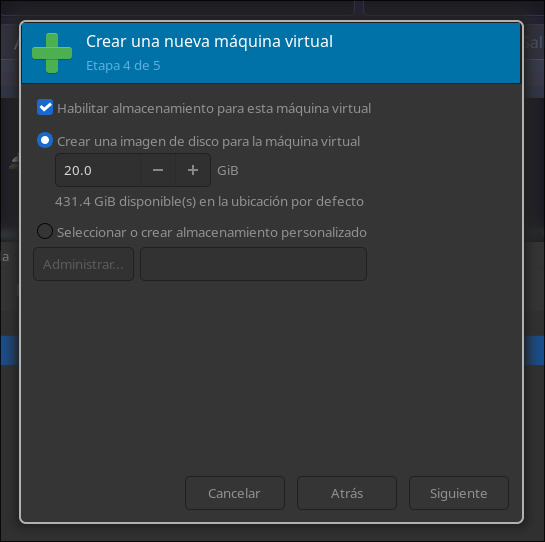 Crear una nueva máquina virtual
Etapa 4 de 5
Habilitar almacenamiento para esta máquina virtual
Crear una imagen de disco para la máquina virtual
20.0 − + GiB
431.4 GiB disponible(s) en la ubicación por defecto
Seleccionar o crear almacenamiento personalizado
Administrar...
Cancelar Atrás Siguiente